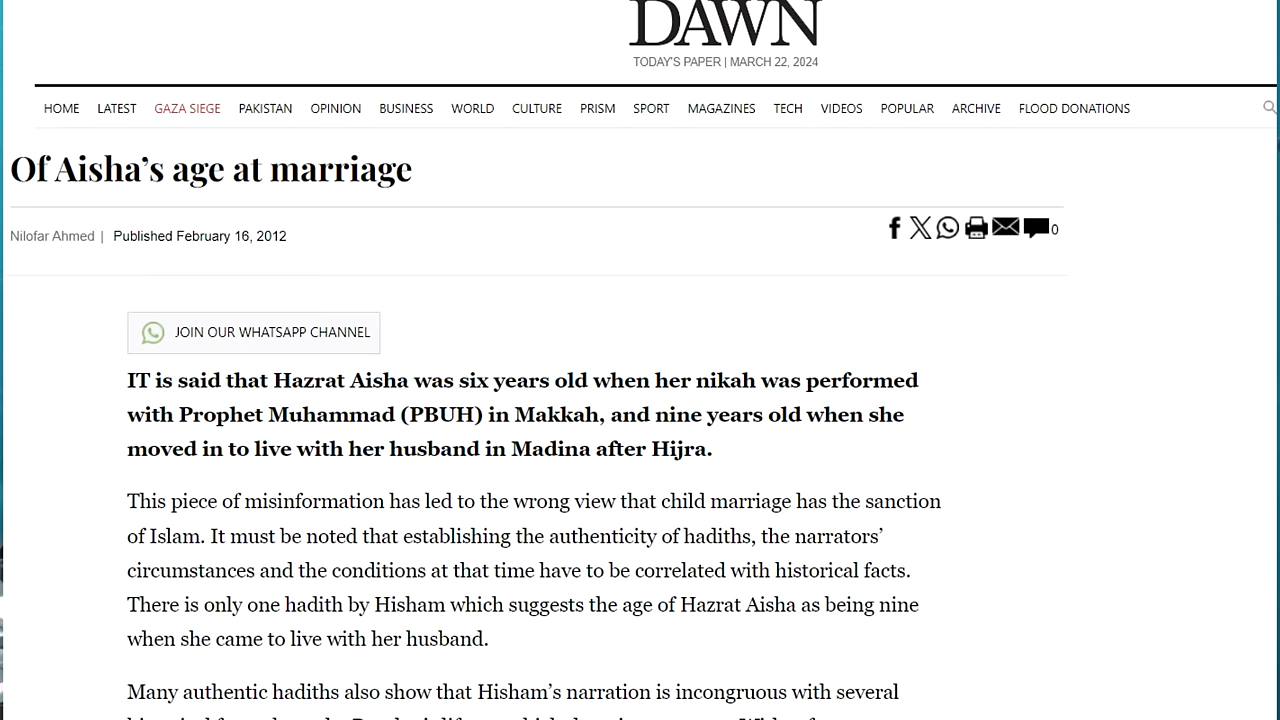 DAWN
TODAY'S PAPER | MARCH 22, 2024
HOME LATEST GAZA SIEGE PAKISTAN OPINION BUSINESS WORLD CULTURE PRISM SPORT MAGAZINES TECH VIDEOS POPULAR ARCHIVE FLOOD DONATIONS
Of Aisha’s age at marriage
Nilofar Ahmed | Published February 16, 2012
0
JOIN OUR WHATSAPP CHANNEL
IT is said that Hazrat Aisha was six years old when her nikah was performed
with Prophet Muhammad (PBUH) in Makkah, and nine years old when she
moved in to live with her husband in Madina after Hijra.
This piece of misinformation has led to the wrong view that child marriage has the sanction
of Islam. It must be noted that establishing the authenticity of hadiths, the narrators’
circumstances and the conditions at that time have to be correlated with historical facts.
There is only one hadith by Hisham which suggests the age of Hazrat Aisha as being nine
when she came to live with her husband.
Many authentic hadiths also show that Hisham’s narration is incongruous with several